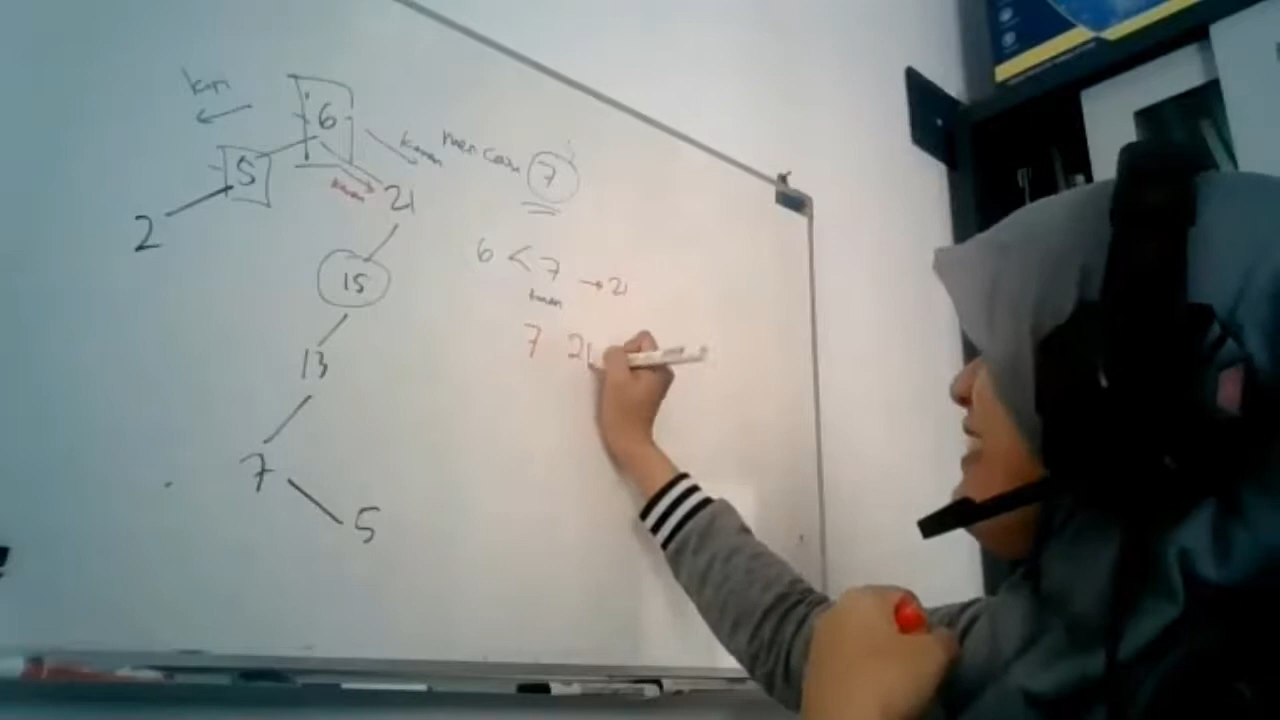 kiri
6
kanan
mencari 7
5
kanan
21
2
6 < 7 → 21
kanan
15
7 21
13
7
5